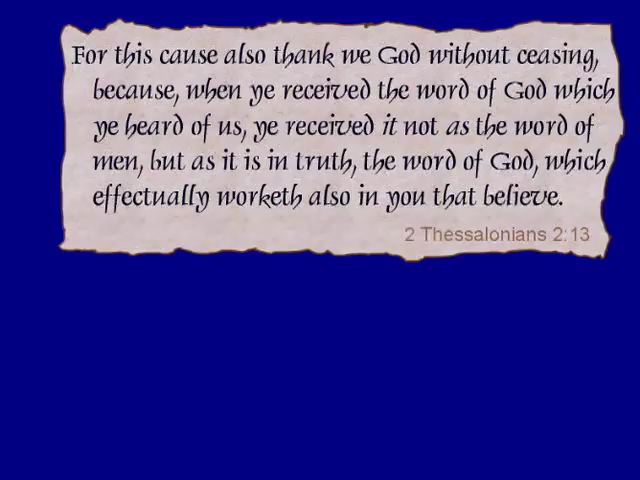 For this cause also thank we God without ceasing,
because, when ye received the word of God which
ye heard of us, ye received it not as the word of
men, but as it is in truth, the word of God, which
effectually worketh also in you that believe.
2 Thessalonians 2:13